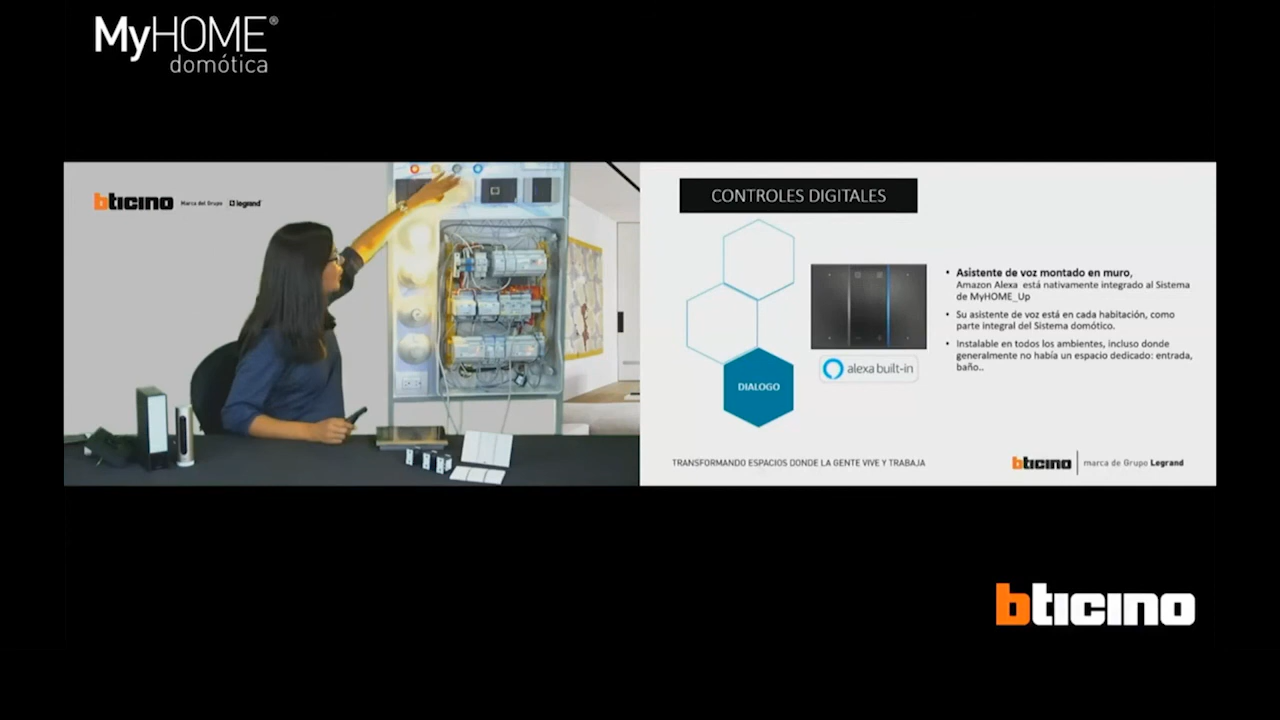 MyHOME®
domótica
bticino Marca del Grupo legrand
CONTROLES DIGITALES
• Asistente de voz montado en muro,
Amazon Alexa está nativamente integrado al Sistema
de MyHOME_Up
• Su asistente de voz está en cada habitación, como
parte integral del Sistema domótico.
• Instalable en todos los ambientes, incluso donde
generalmente no había un espacio dedicado: entrada,
baño..
alexa built-in
DIALOGO
TRANSFORMANDO ESPACIOS DONDE LA GENTE VIVE Y TRABAJA
bticino marca de Grupo Legrand
bticino